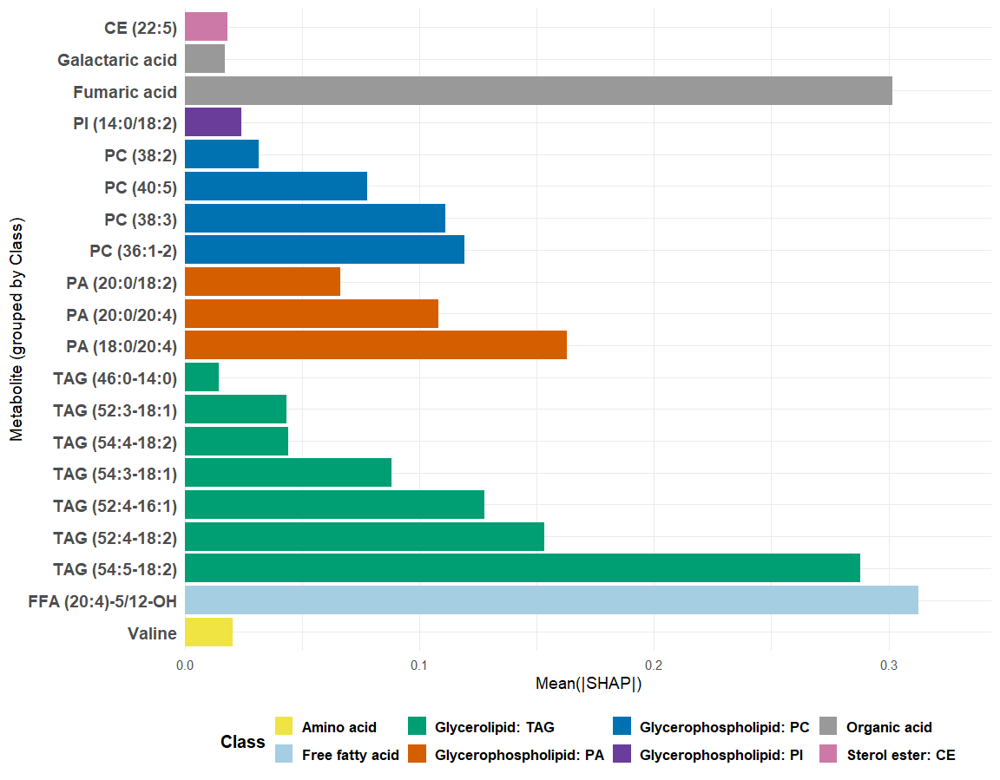 CE (22:5)
Galactaric acid
Fumaric acid
PI (14:0/18:2)
PC (38:2)
PC (40:5)
PC (38:3)
PC (36:1-2)
PA (20:0/18:2)
PA (20:0/20:4)
PA (18:0/20:4)
TAG (46:0-14:0)
TAG (52:3-18:1)
TAG (54:4-18:2)
TAG (54:3-18:1)
TAG (52:4-16:1)
TAG (52:4-18:2)
TAG (54:5-18:2)
FFA (20:4)-5/12-OH
Valine
Metabolite (grouped by Class)
0.0 0.1 0.2 0.3
Mean(|SHAP|)
Class
Amino acid Glycerolipid: TAG Glycerophospholipid: PC Organic acid
Free fatty acid Glycerophospholipid: PA Glycerophospholipid: PI Sterol ester: CE